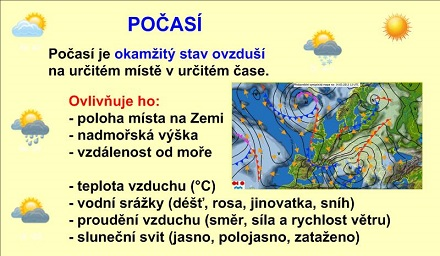 POČASÍ
Počasí je okamžitý stav ovzduší
na určitém místě v určitém čase.
Ovlivňuje ho:
- poloha místa na Zemi
- nadmořská výška
- vzdálenost od moře
- teplota vzduchu (°C)
- vodní srážky (déšť, rosa, jinovatka, sníh)
- proudění vzduchu (směr, síla a rychlost větru)
- sluneční svit (jasno, polojasno, zataženo)